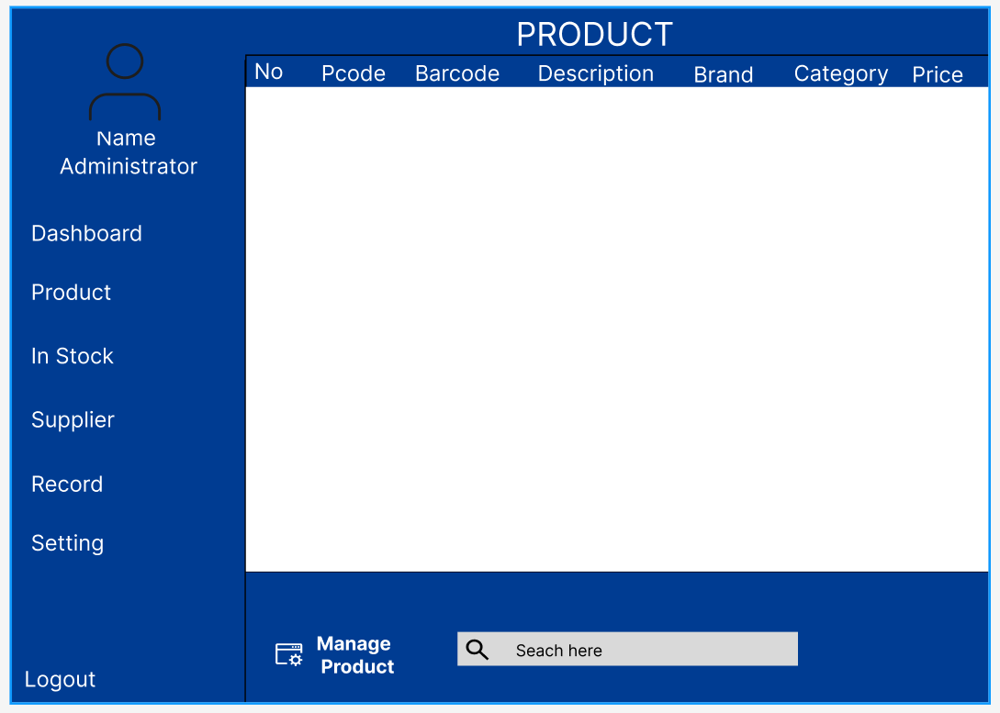 PRODUCT
No Pcode Barcode Description Brand Category Price
Name
Administrator
Dashboard
Product
In Stock
Supplier
Record
Setting
Logout
Manage
Product
Seach here